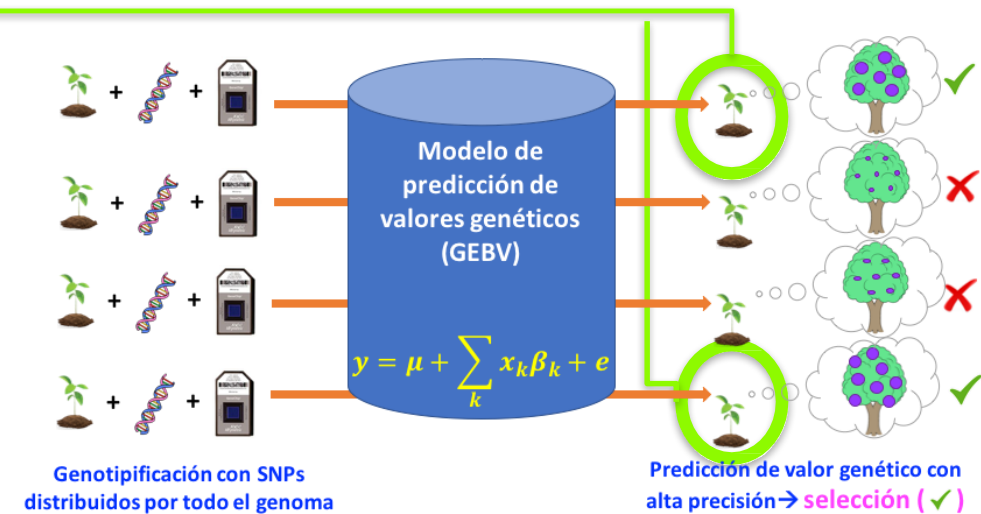 Modelo de
predicción de
valores genéticos
(GEBV)
y = μ + ∑ x_k β_k + e
k
Genotipificación con SNPs
distribuidos por todo el genoma
Predicción de valor genético con
alta precisión→ selección ( ✓ )